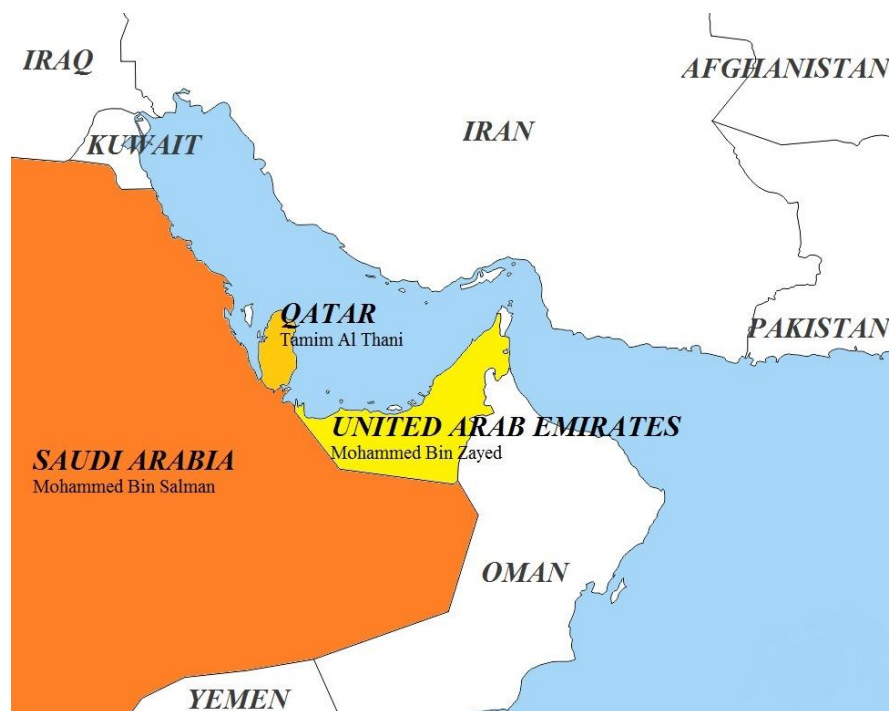 IRAQ
AFGHANISTAN
IRAN
KUWAIT
QATAR
Tamim Al Thani
PAKISTAN
UNITED ARAB EMIRATES
Mohammed Bin Zayed
SAUDI ARABIA
Mohammed Bin Salman
OMAN
YEMEN